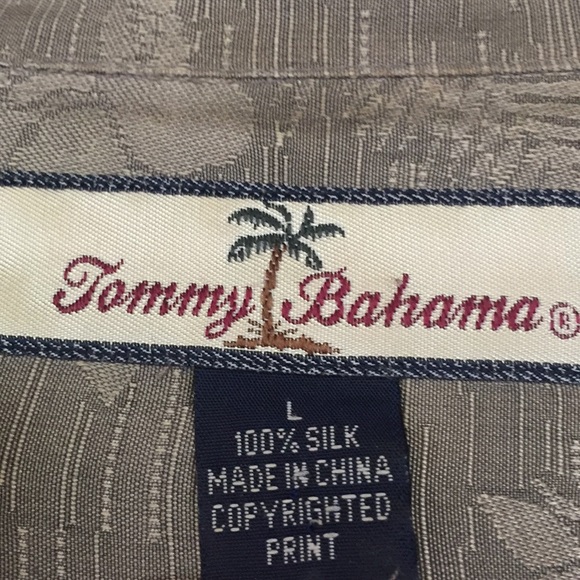 Tommy Bahama®
L
100% SILK
MADE IN CHINA
COPYRIGHTED
PRINT